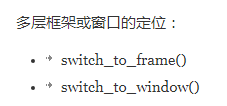 多层框架或窗口的定位：
• switch_to_frame()
• switch_to_window()